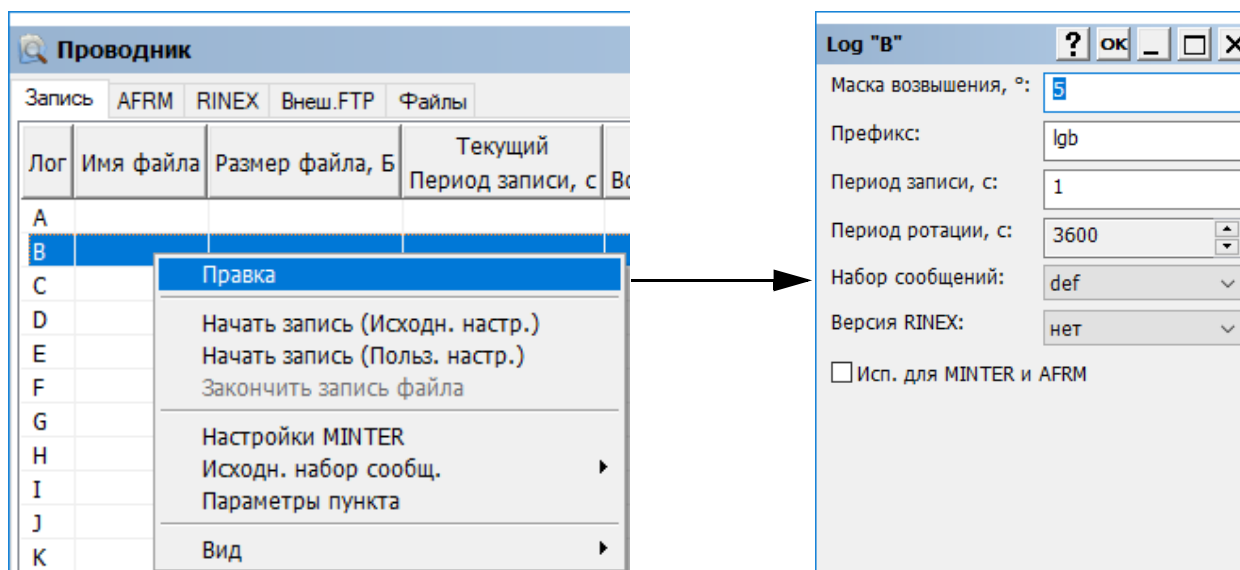 Проводник
Запись AFRM RINEX Внеш.FTP Файлы
Лог Имя файла Размер файла, Б Текущий
Период записи, с
A
B
Правка
C
D
Начать запись (Исходн. настр.)
E
Начать запись (Польз. настр.)
F
Закончить запись файла
G
Настройки MINTER
H
Исходн. набор сообщ.
I
Параметры пункта
J
K
Вид
Log "B"
? OK
Маска возвышения, °: 5
Префикс: lgb
Период записи, с: 1
Период ротации, с: 3600
Набор сообщений: def
Версия RINEX: нет
Исп. для MINTER и AFRM